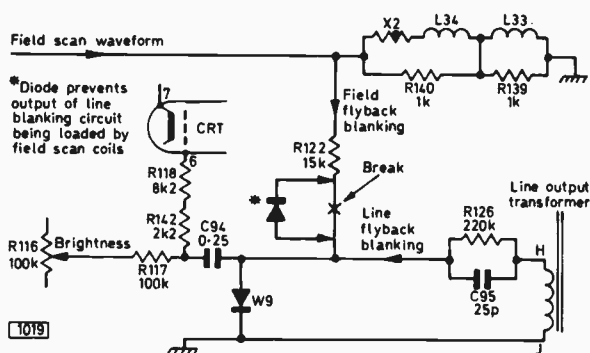 Field scan waveform
X2
L34
L33
R140
1k
R139
1k
*Diode prevents
output of line
blanking circuit
being loaded by
field scan coils
7
CRT
6
Field
flyback
blanking
R122
15k
Break
*
R118
8k2
R142
2k2
C94
0·25
Line
flyback
blanking
Line output
transformer
R126
220k
H
C95
25p
R116
100k
Brightness
R117
100k
W9
J
1019